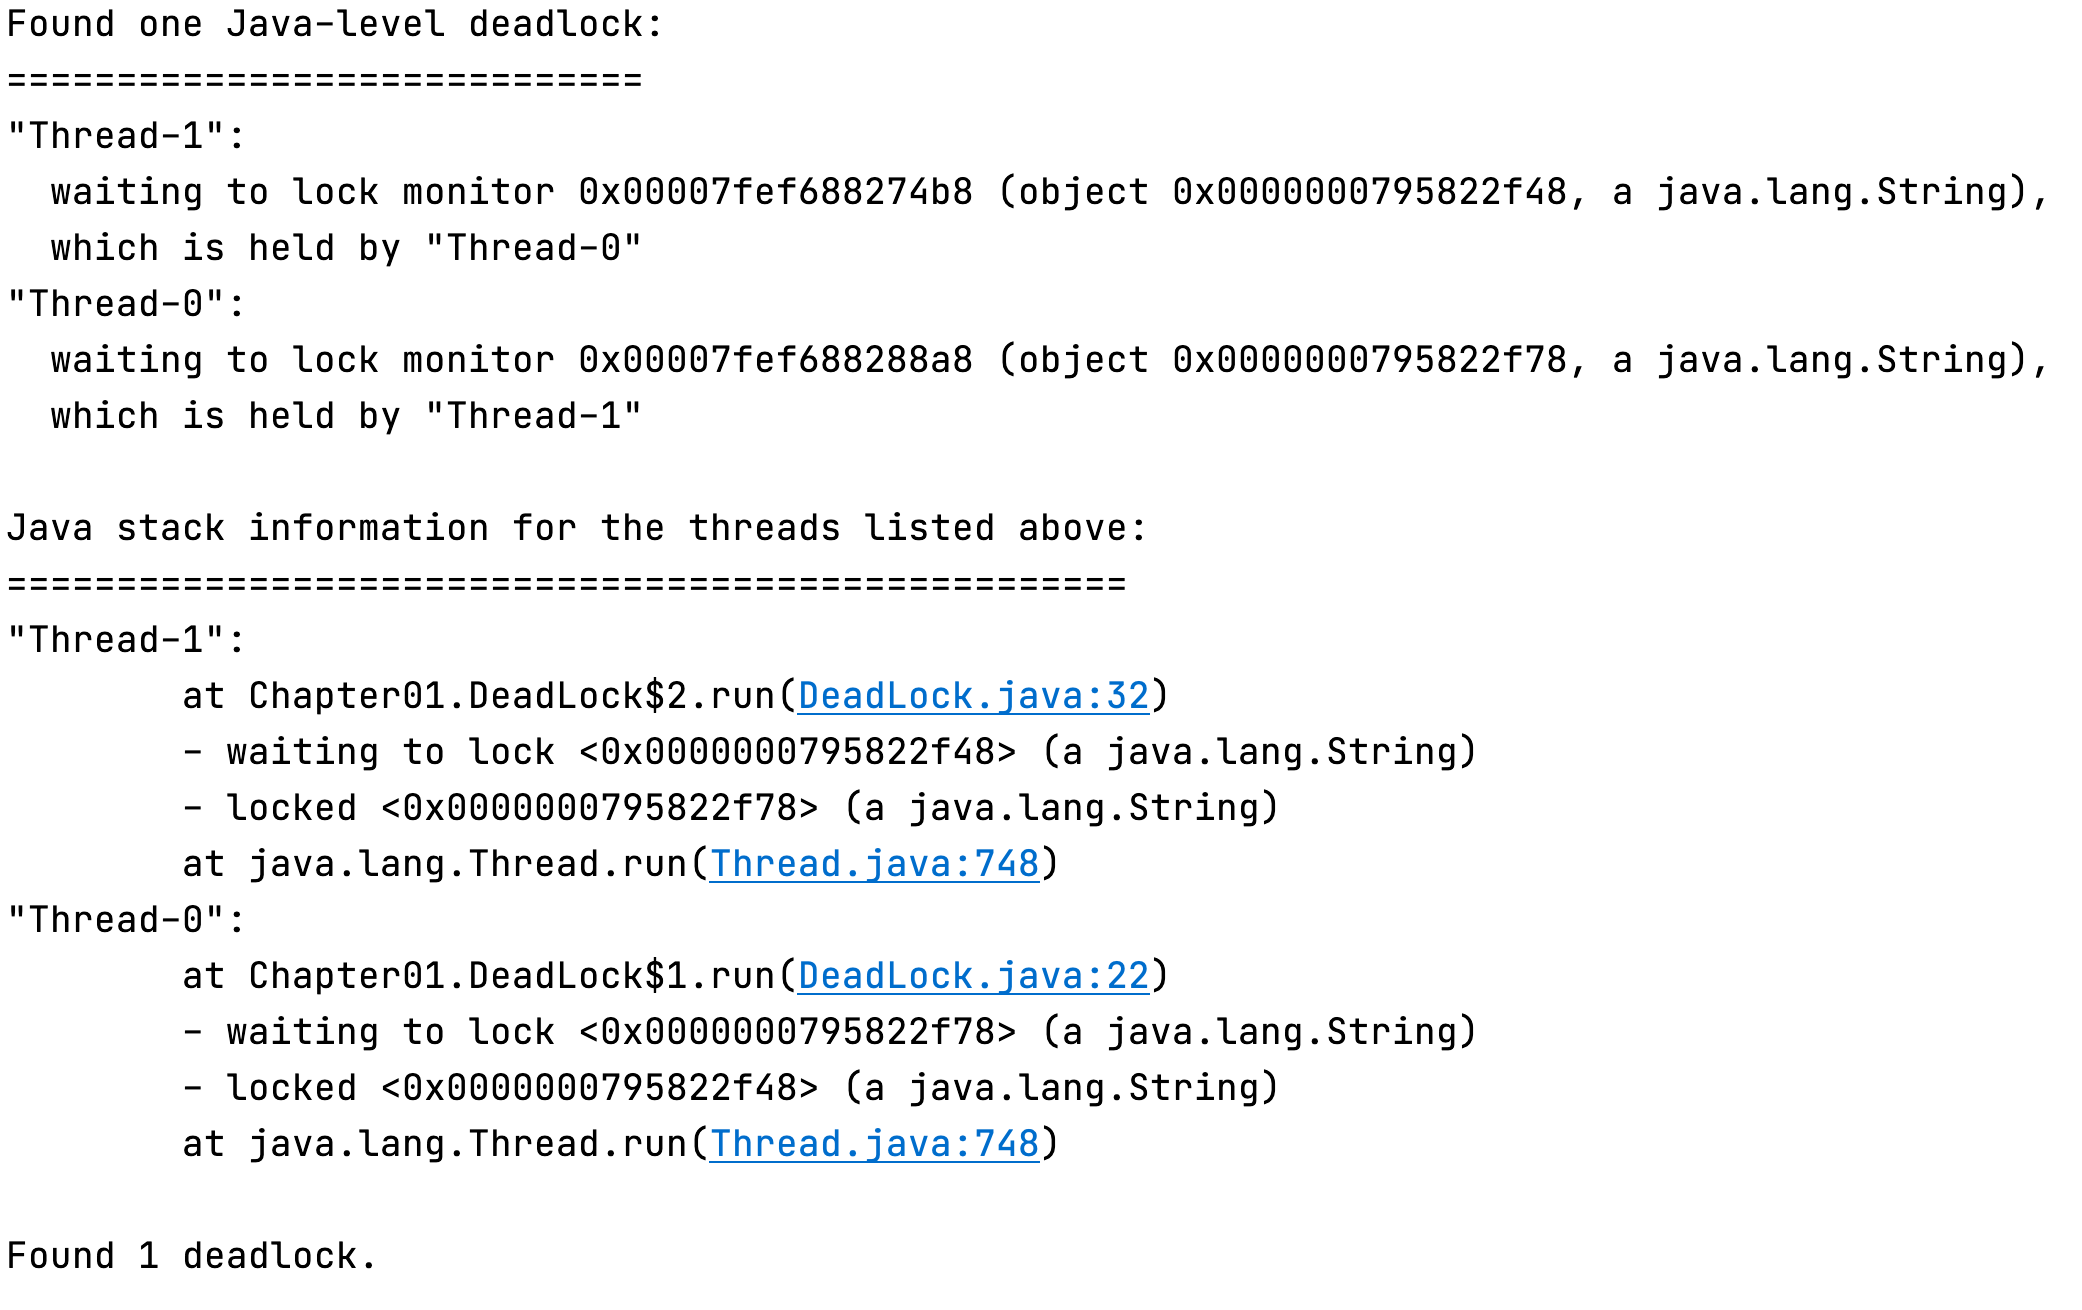 Found one Java-level deadlock:
=============================
"Thread-1":
  waiting to lock monitor 0x00007fef688274b8 (object 0x0000000795822f48, a java.lang.String),
  which is held by "Thread-0"
"Thread-0":
  waiting to lock monitor 0x00007fef688288a8 (object 0x0000000795822f78, a java.lang.String),
  which is held by "Thread-1"

Java stack information for the threads listed above:
===================================================
"Thread-1":
        at Chapter01.DeadLock$2.run(DeadLock.java:32)
        - waiting to lock <0x0000000795822f48> (a java.lang.String)
        - locked <0x0000000795822f78> (a java.lang.String)
        at java.lang.Thread.run(Thread.java:748)
"Thread-0":
        at Chapter01.DeadLock$1.run(DeadLock.java:22)
        - waiting to lock <0x0000000795822f78> (a java.lang.String)
        - locked <0x0000000795822f48> (a java.lang.String)
        at java.lang.Thread.run(Thread.java:748)

Found 1 deadlock.